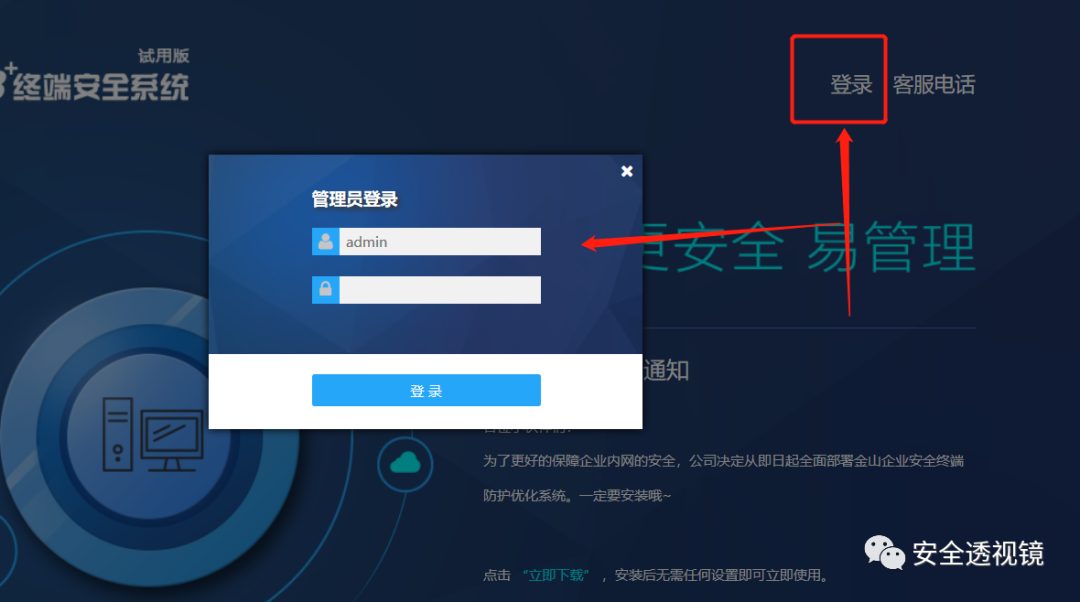 试用版
终端安全系统
登录 客服电话
管理员登录
admin
更安全 易管理
登 录
通知
为了更好的保障企业内网的安全，公司决定从即日起全面部署金山企业安全终端
防护优化系统。一定要安装哦~
点击 “立即下载” ，安装后无需任何设置即可立即使用。
安全透视镜